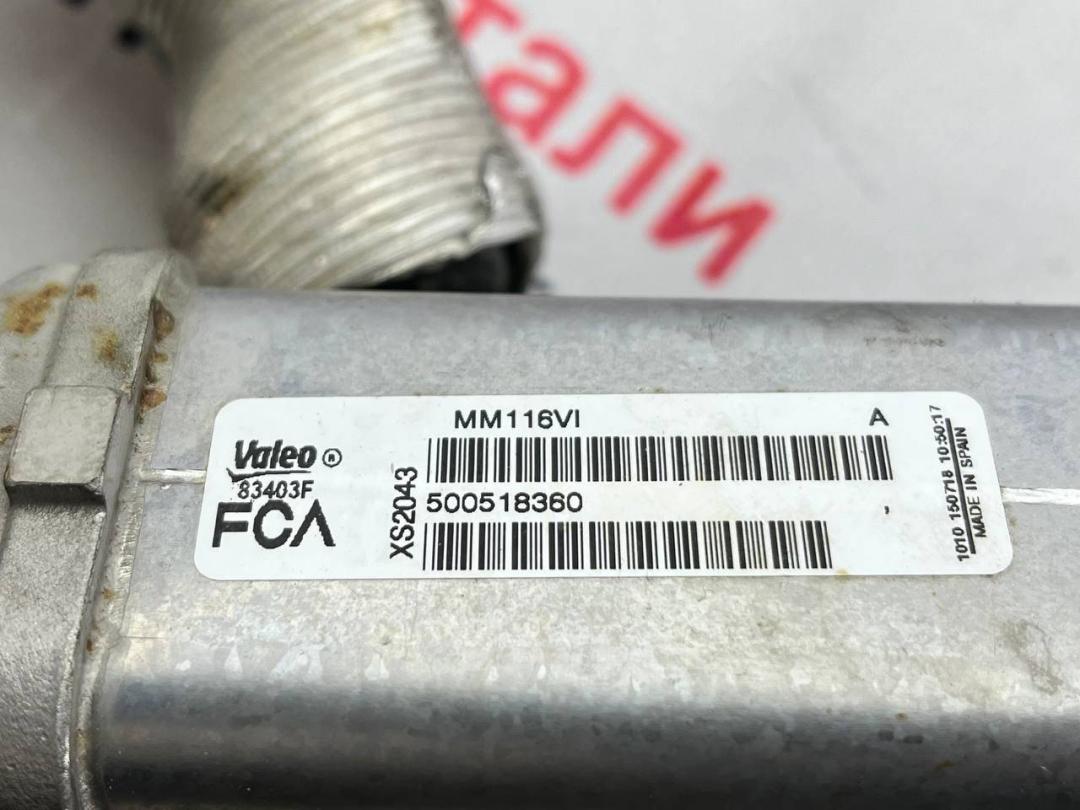 тали
MM116VI
A
Valeo ®
83403F
FCA
XS2043
500518360
,
1010 150718 10:50:17
MADE IN SPAIN